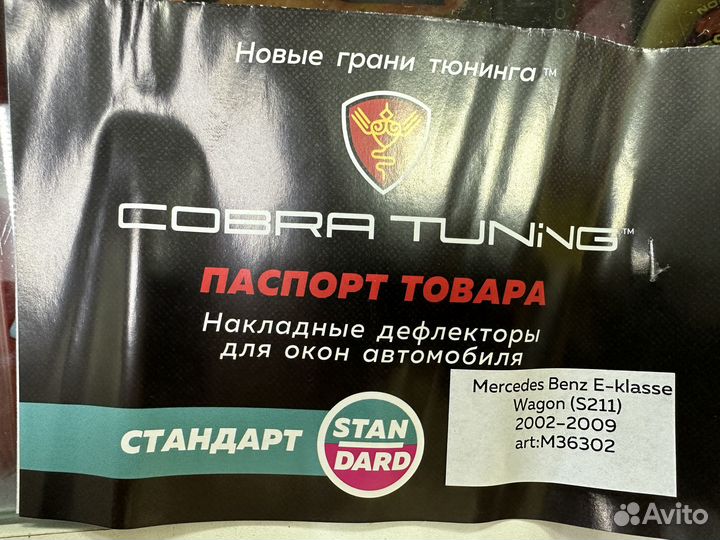 Новые грани тюнинга™
COBRA TUNiNG™
ПАСПОРТ ТОВАРА
Накладные дефлекторы
для окон автомобиля
СТАНДАРТ
STAN
DARD
Mercedes Benz E-klasse
Wagon (S211)
2002-2009
art:M36302
Avito